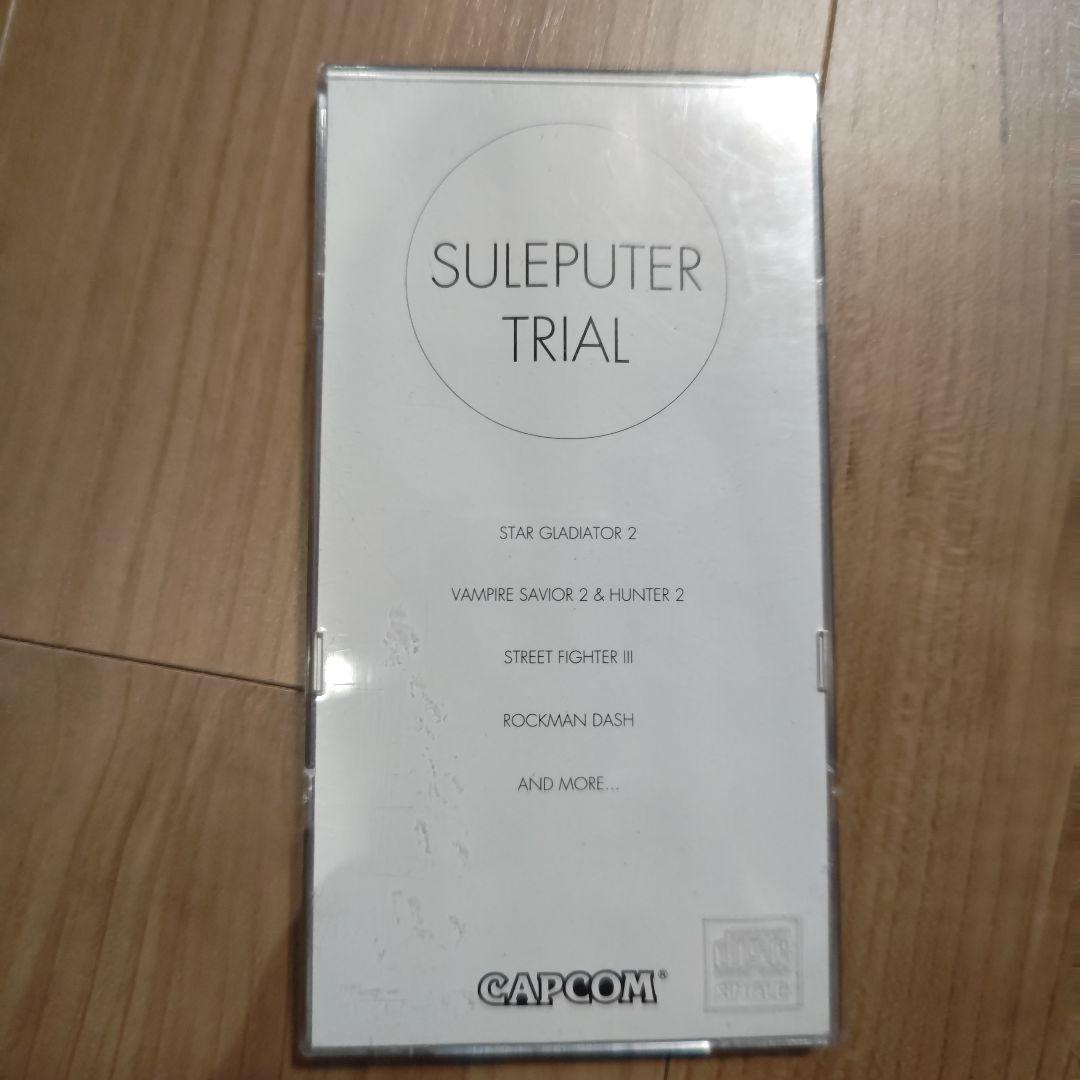 SULEPUTER
TRIAL
STAR GLADIATOR 2
VAMPIRE SAVIOR 2 & HUNTER 2
STREET FIGHTER III
ROCKMAN DASH
AND MORE...
CAPCOM®